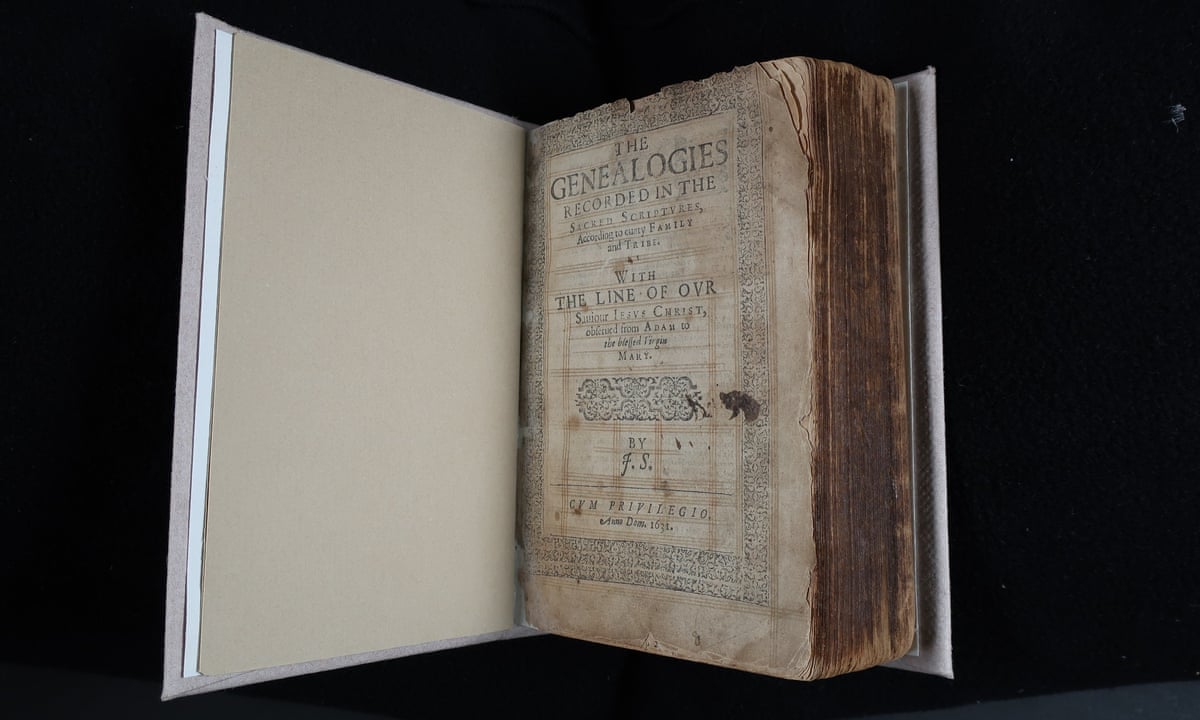 THE
GENEALOGIES
RECORDED IN THE
SACRED SCRIPTVRES,
According to euery FAMILY
and TRIBE.
WITH
THE LINE OF OVR
Sauiour IESVS CHRIST,
obserued from ADAM to
the blessed Virgin
MARY.
BY
J. S.
CVM PRIVILEGIO.
Anno Dom. 1631.